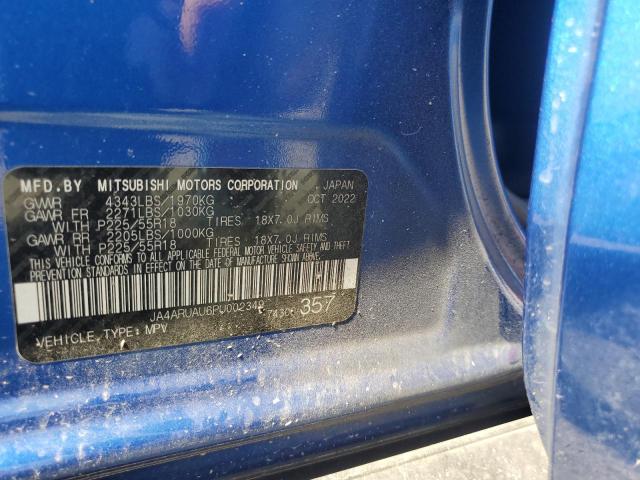 MFD.BY MITSUBISHI MOTORS CORPORATION JAPAN
GVWR 4343LBS/1970KG OCT 2022
GAWR FR 2271LBS/1030KG
WITH P225/55R18 TIRES 18X7.0J RIMS
GAWR RR 2205LBS/1000KG
WITH P225/55R18 TIRES 18X7.0J RIMS
THIS VEHICLE CONFORMS TO ALL APPLICABLE FEDERAL MOTOR VEHICLE SAFETY AND THEFT
PREVENTION STANDARDS IN EFFECT ON THE DATE OF MANUFACTURE SHOWN ABOVE.
JA4ARUAU6PU002349 357
VEHICLE TYPE: MPV